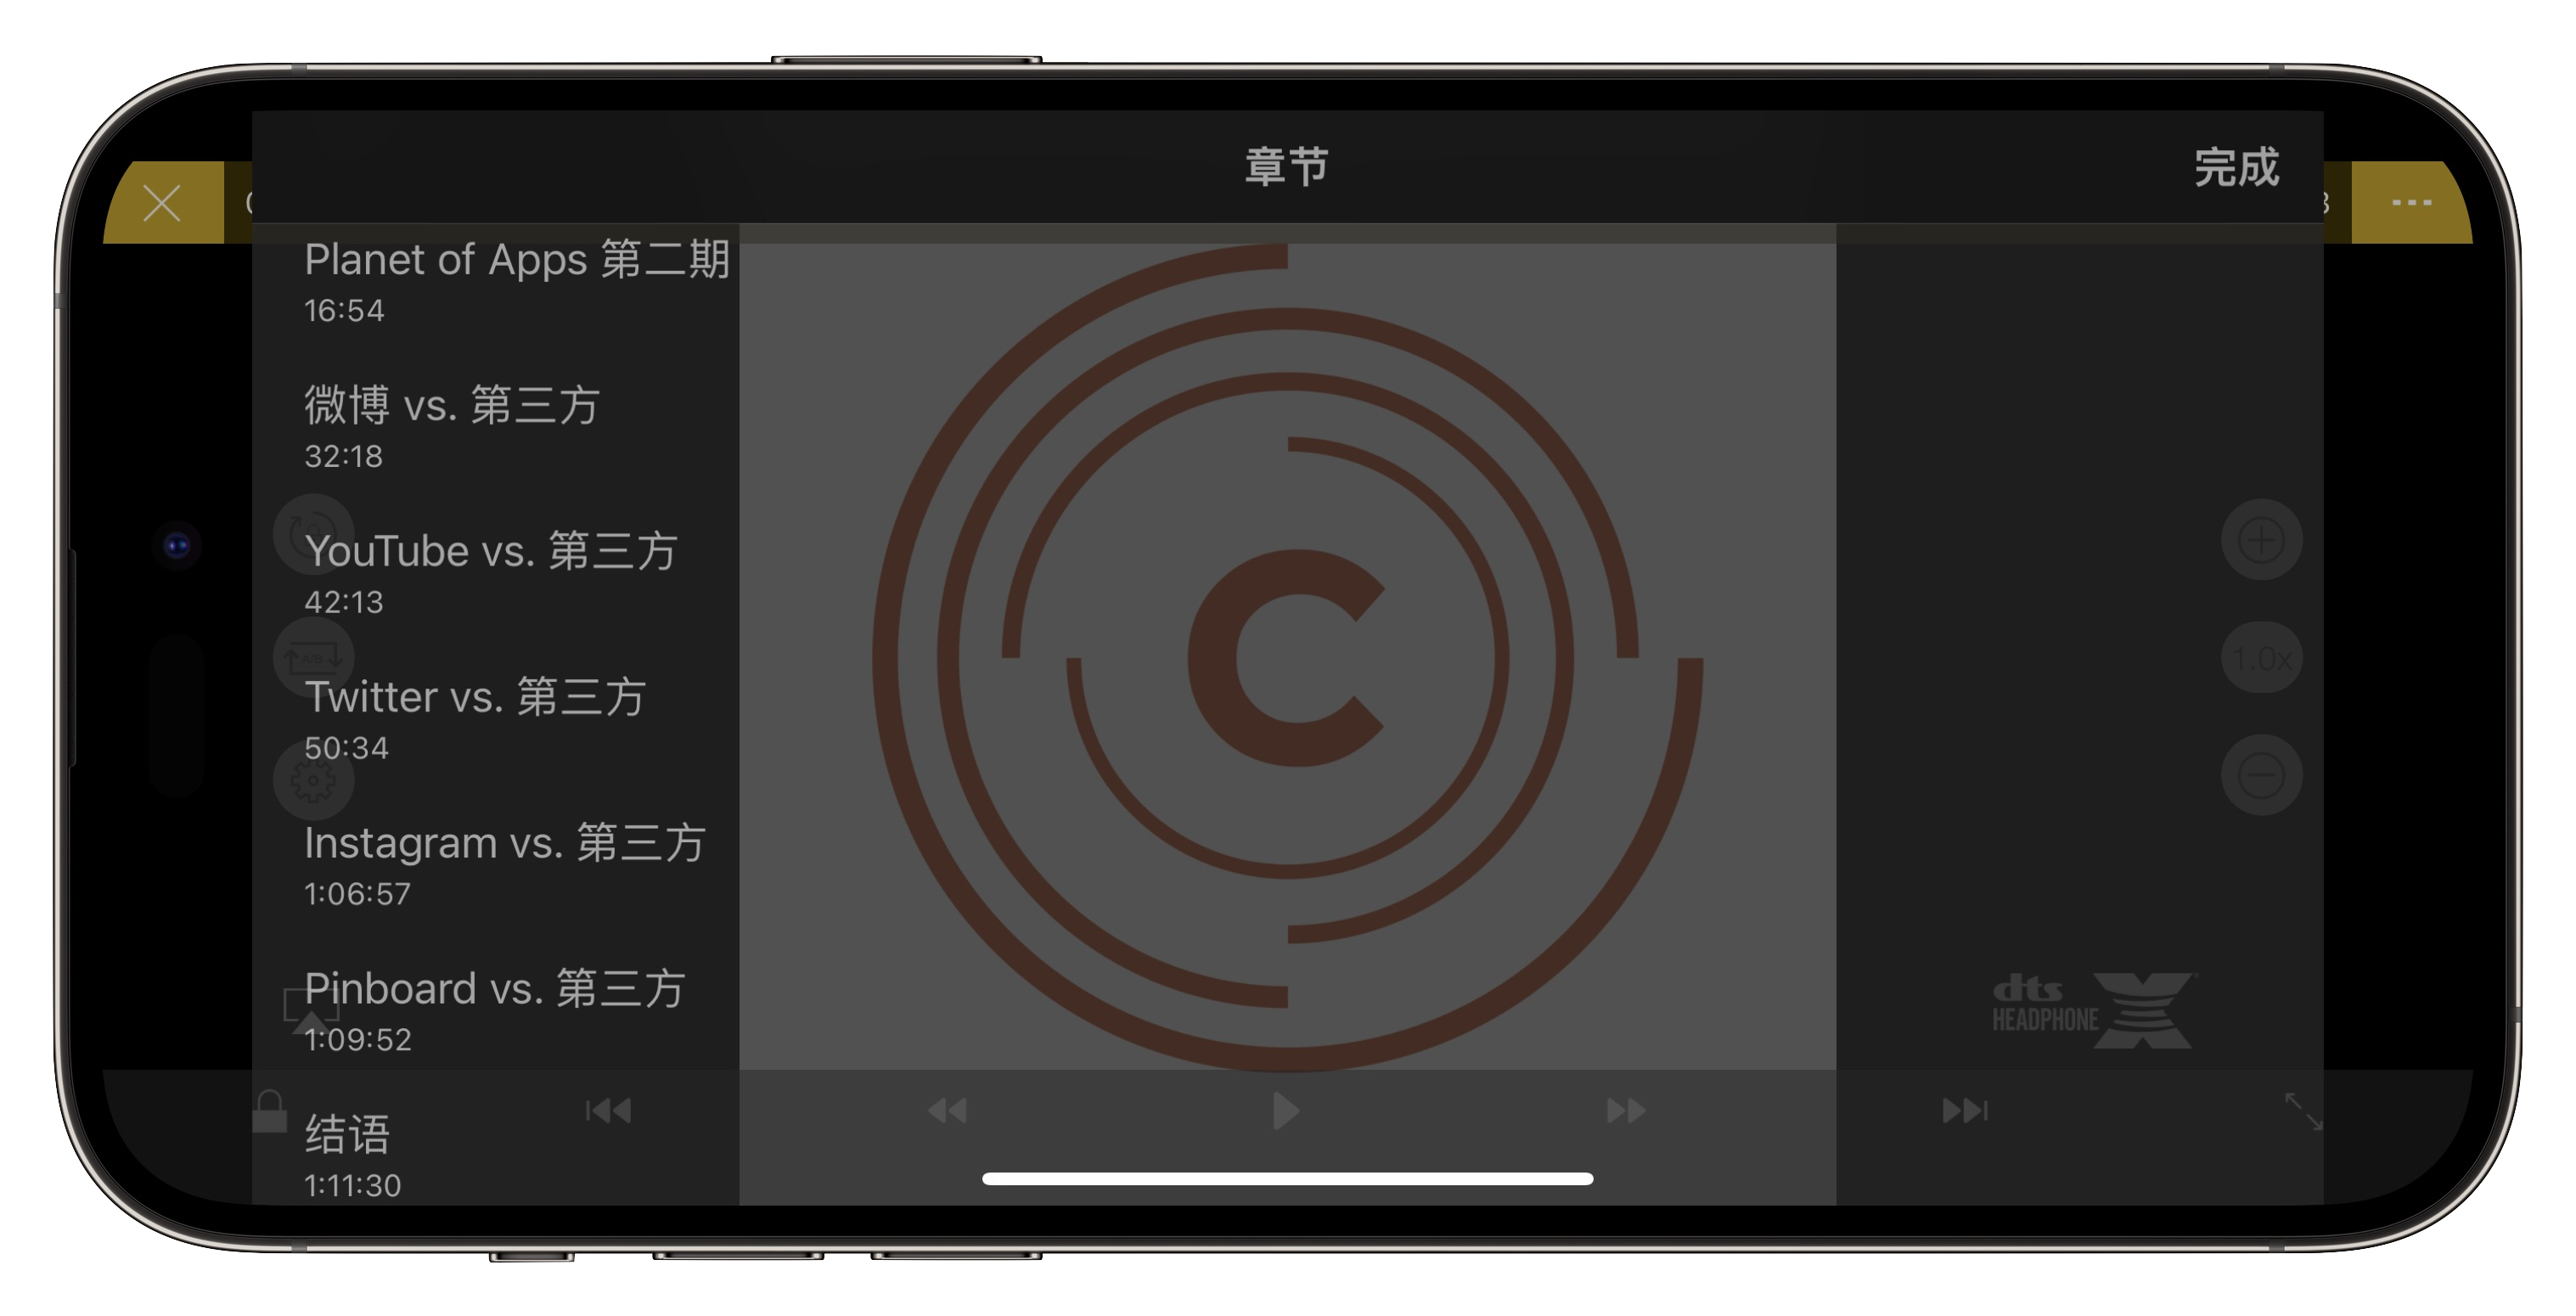 章节
完成
Planet of Apps 第二期
16:54
微博 vs. 第三方
32:18
YouTube vs. 第三方
42:13
Twitter vs. 第三方
50:34
Instagram vs. 第三方
1:06:57
Pinboard vs. 第三方
1:09:52
结语
1:11:30
A/B
1.0x
C
dts
HEADPHONE
X